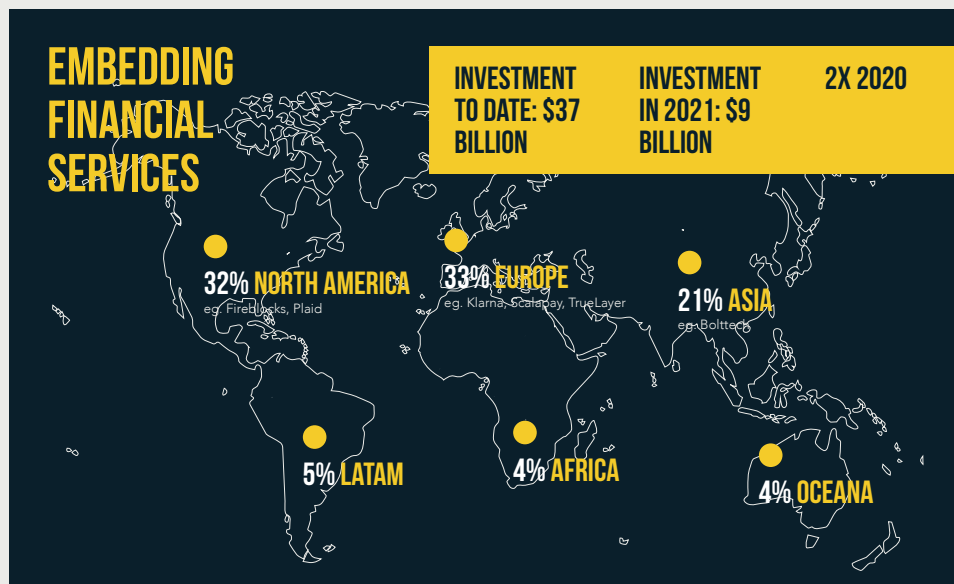 EMBEDDING
FINANCIAL
SERVICES
INVESTMENT
TO DATE: $37
BILLION
INVESTMENT
IN 2021: $9
BILLION
2X 2020
32% NORTH AMERICA
eg. Fireblocks, Plaid
33% EUROPE
eg. Klarna, Scalapay, TrueLayer
21% ASIA
eg. Bolttech
5% LATAM
4% AFRICA
4% OCEANA